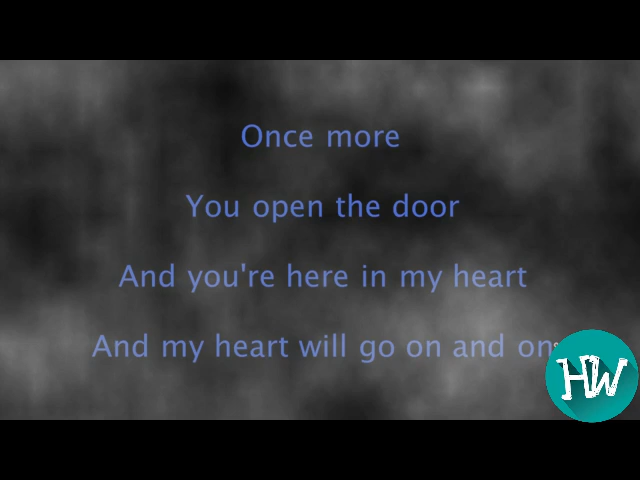 Once more
You open the door
And you're here in my heart
And my heart will go on and on
HW